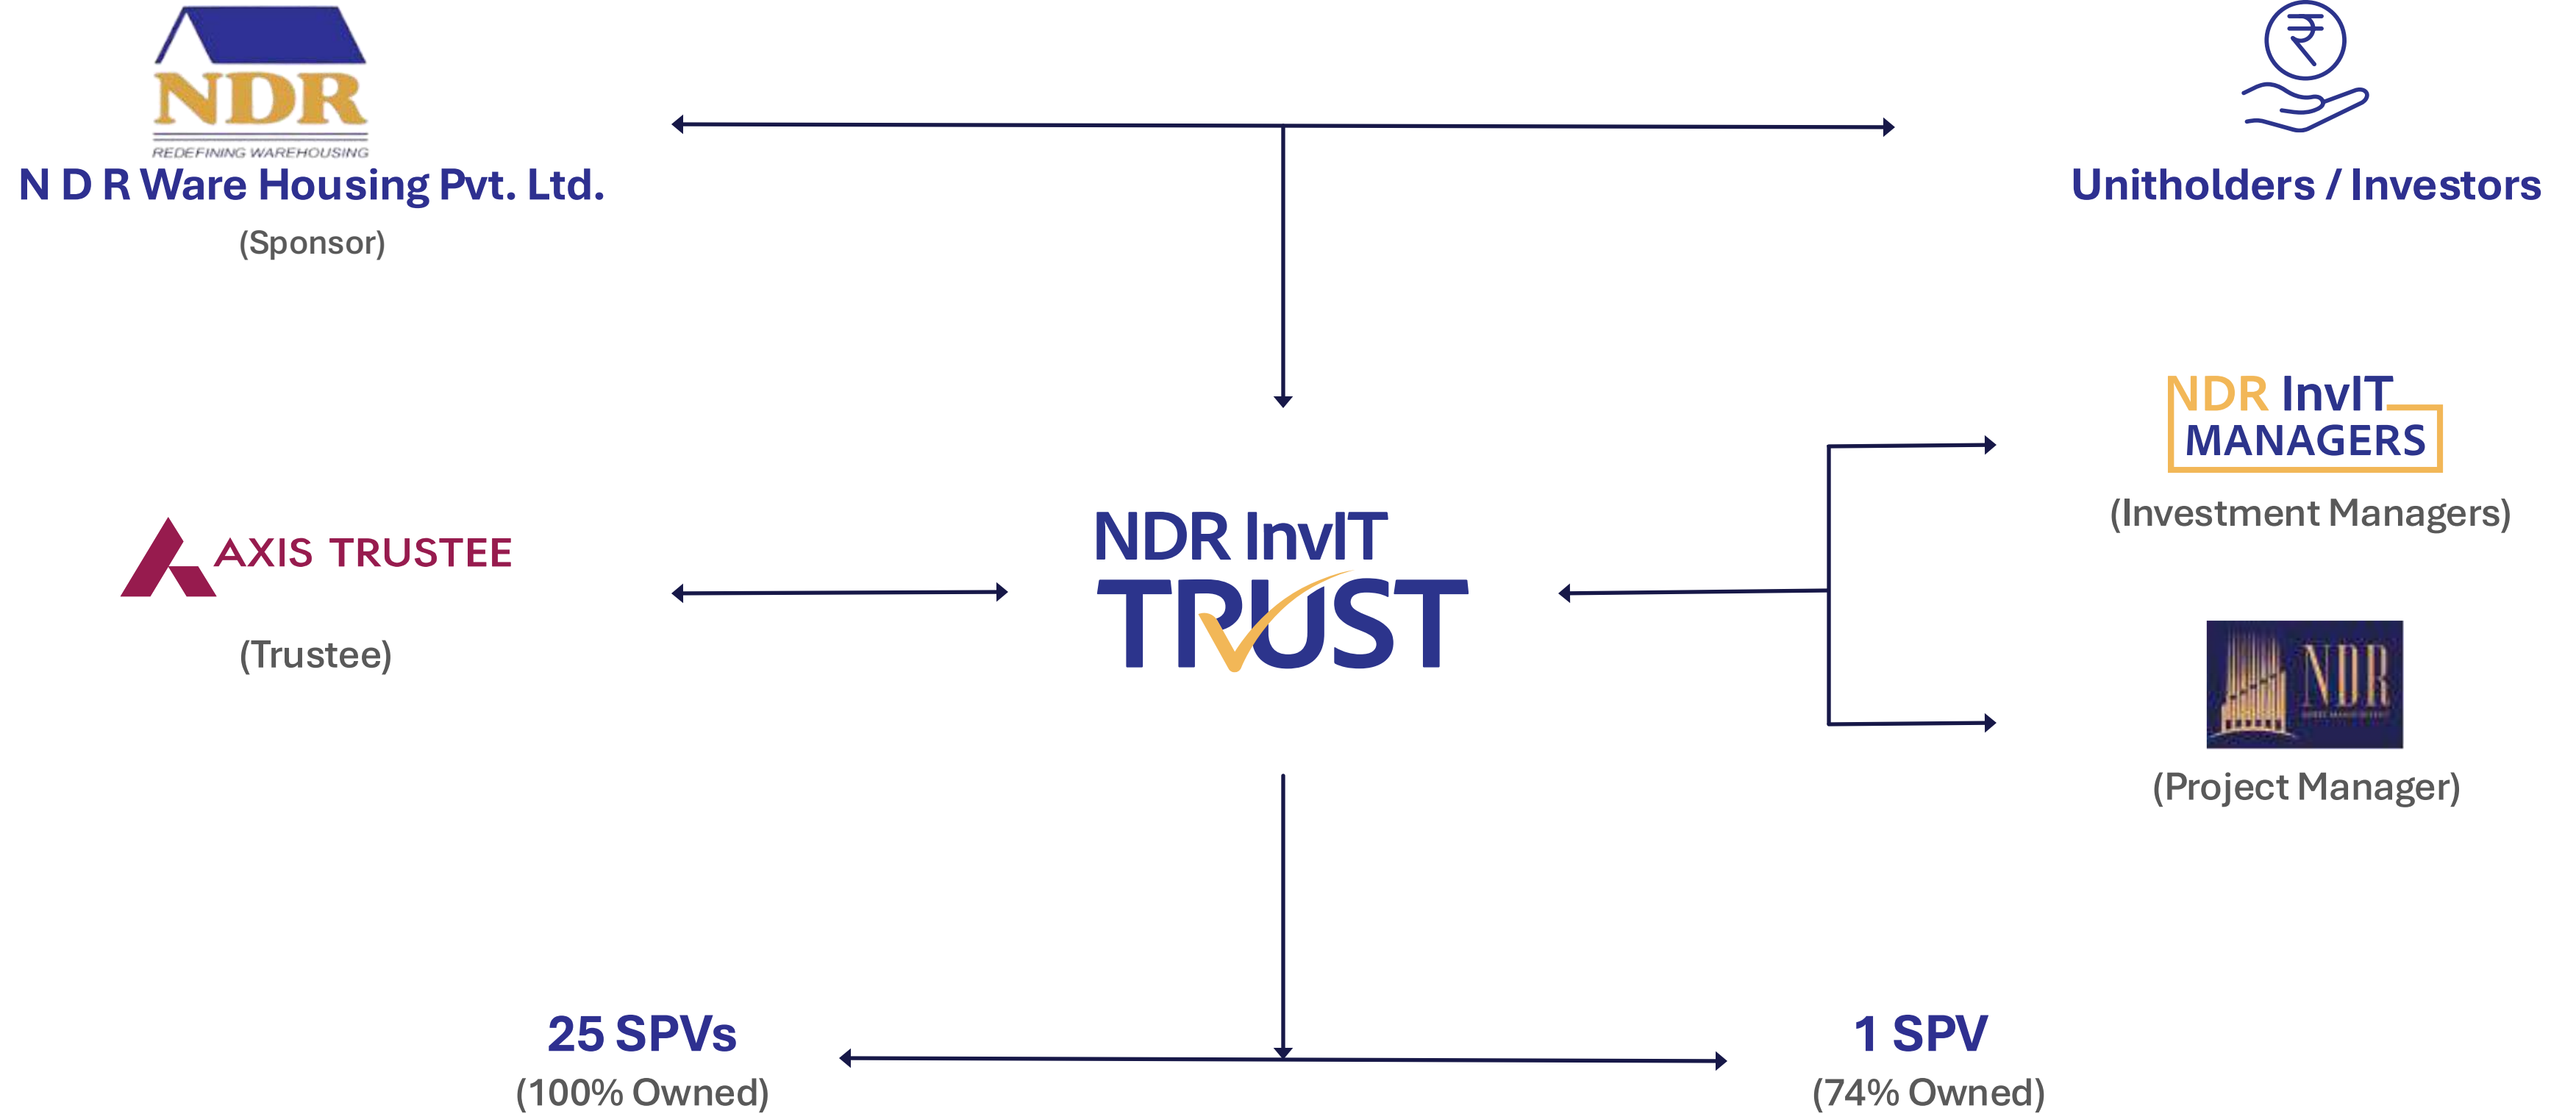 NDR
REDEFINING WAREHOUSING
N D R Ware Housing Pvt. Ltd.
(Sponsor)
₹
Unitholders / Investors
NDR InvIT
MANAGERS
(Investment Managers)
AXIS TRUSTEE
(Trustee)
NDR InvIT
TRUST
NDR
(Project Manager)
25 SPVs
(100% Owned)
1 SPV
(74% Owned)